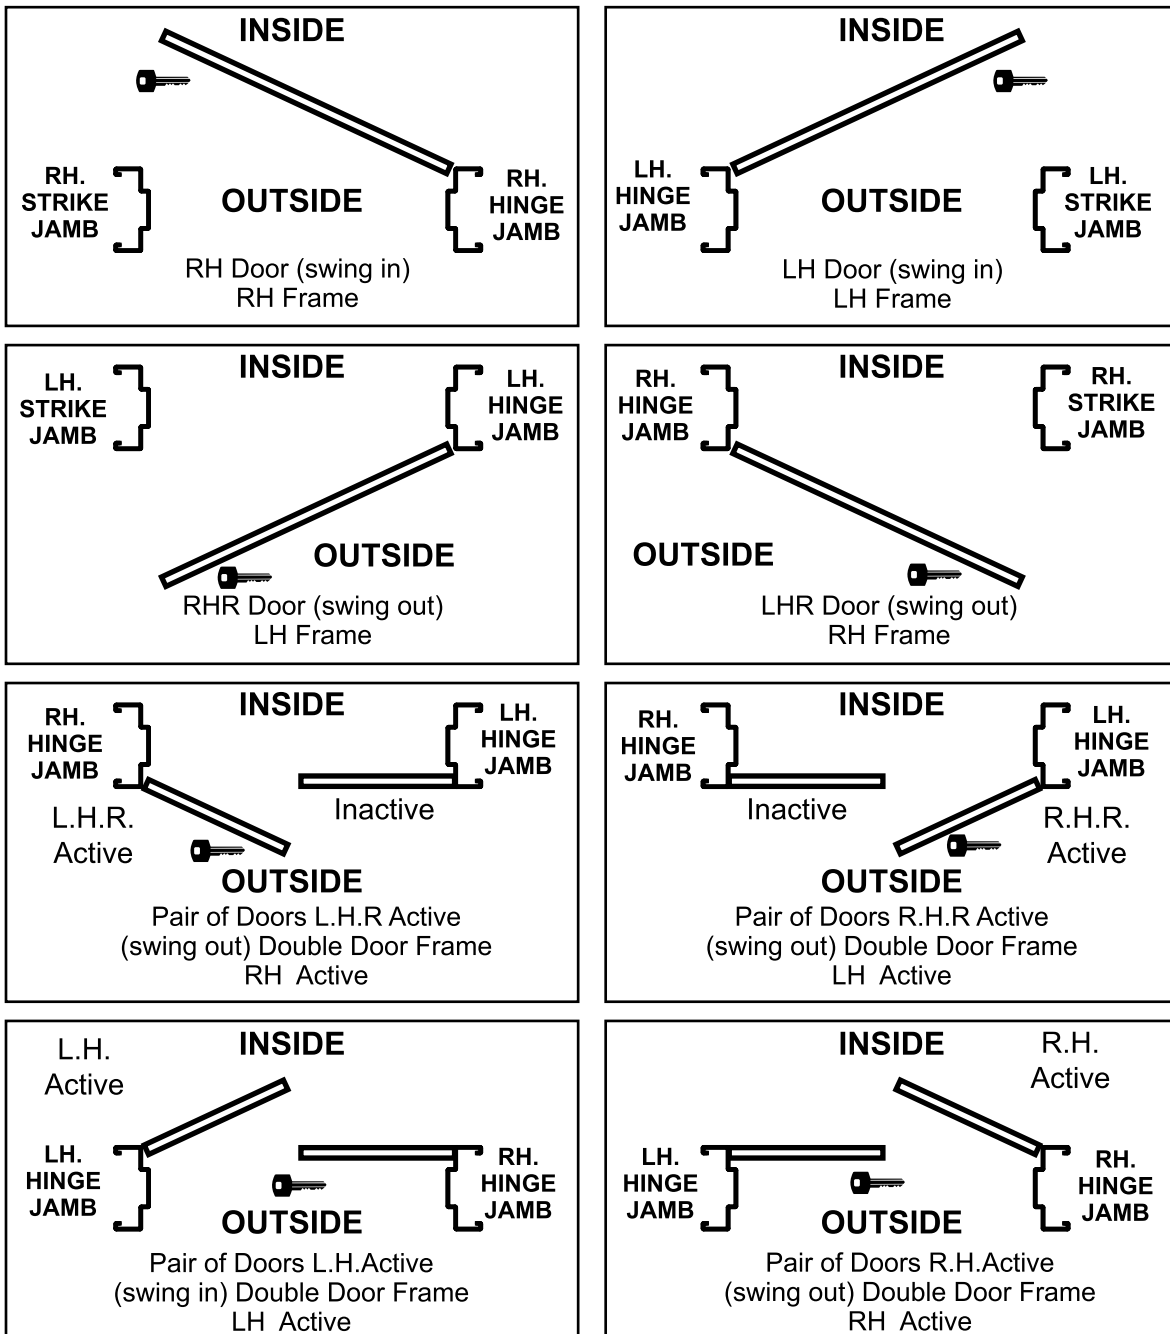 INSIDE
RH.
STRIKE
JAMB
OUTSIDE
RH.
HINGE
JAMB
RH Door (swing in)
RH Frame
INSIDE
LH.
HINGE
JAMB
OUTSIDE
LH.
STRIKE
JAMB
LH Door (swing in)
LH Frame
INSIDE
LH.
STRIKE
JAMB
LH.
HINGE
JAMB
OUTSIDE
RHR Door (swing out)
LH Frame
INSIDE
RH.
HINGE
JAMB
RH.
STRIKE
JAMB
OUTSIDE
LHR Door (swing out)
RH Frame
INSIDE
RH.
HINGE
JAMB
LH.
HINGE
JAMB
L.H.R.
Active
Inactive
OUTSIDE
Pair of Doors L.H.R Active
(swing out) Double Door Frame
RH Active
INSIDE
RH.
HINGE
JAMB
LH.
HINGE
JAMB
Inactive
R.H.R.
Active
OUTSIDE
Pair of Doors R.H.R Active
(swing out) Double Door Frame
LH Active
L.H.
Active
INSIDE
LH.
HINGE
JAMB
RH.
HINGE
JAMB
OUTSIDE
Pair of Doors L.H.Active
(swing in) Double Door Frame
LH Active
INSIDE
R.H.
Active
LH.
HINGE
JAMB
RH.
HINGE
JAMB
OUTSIDE
Pair of Doors R.H.Active
(swing out) Double Door Frame
RH Active